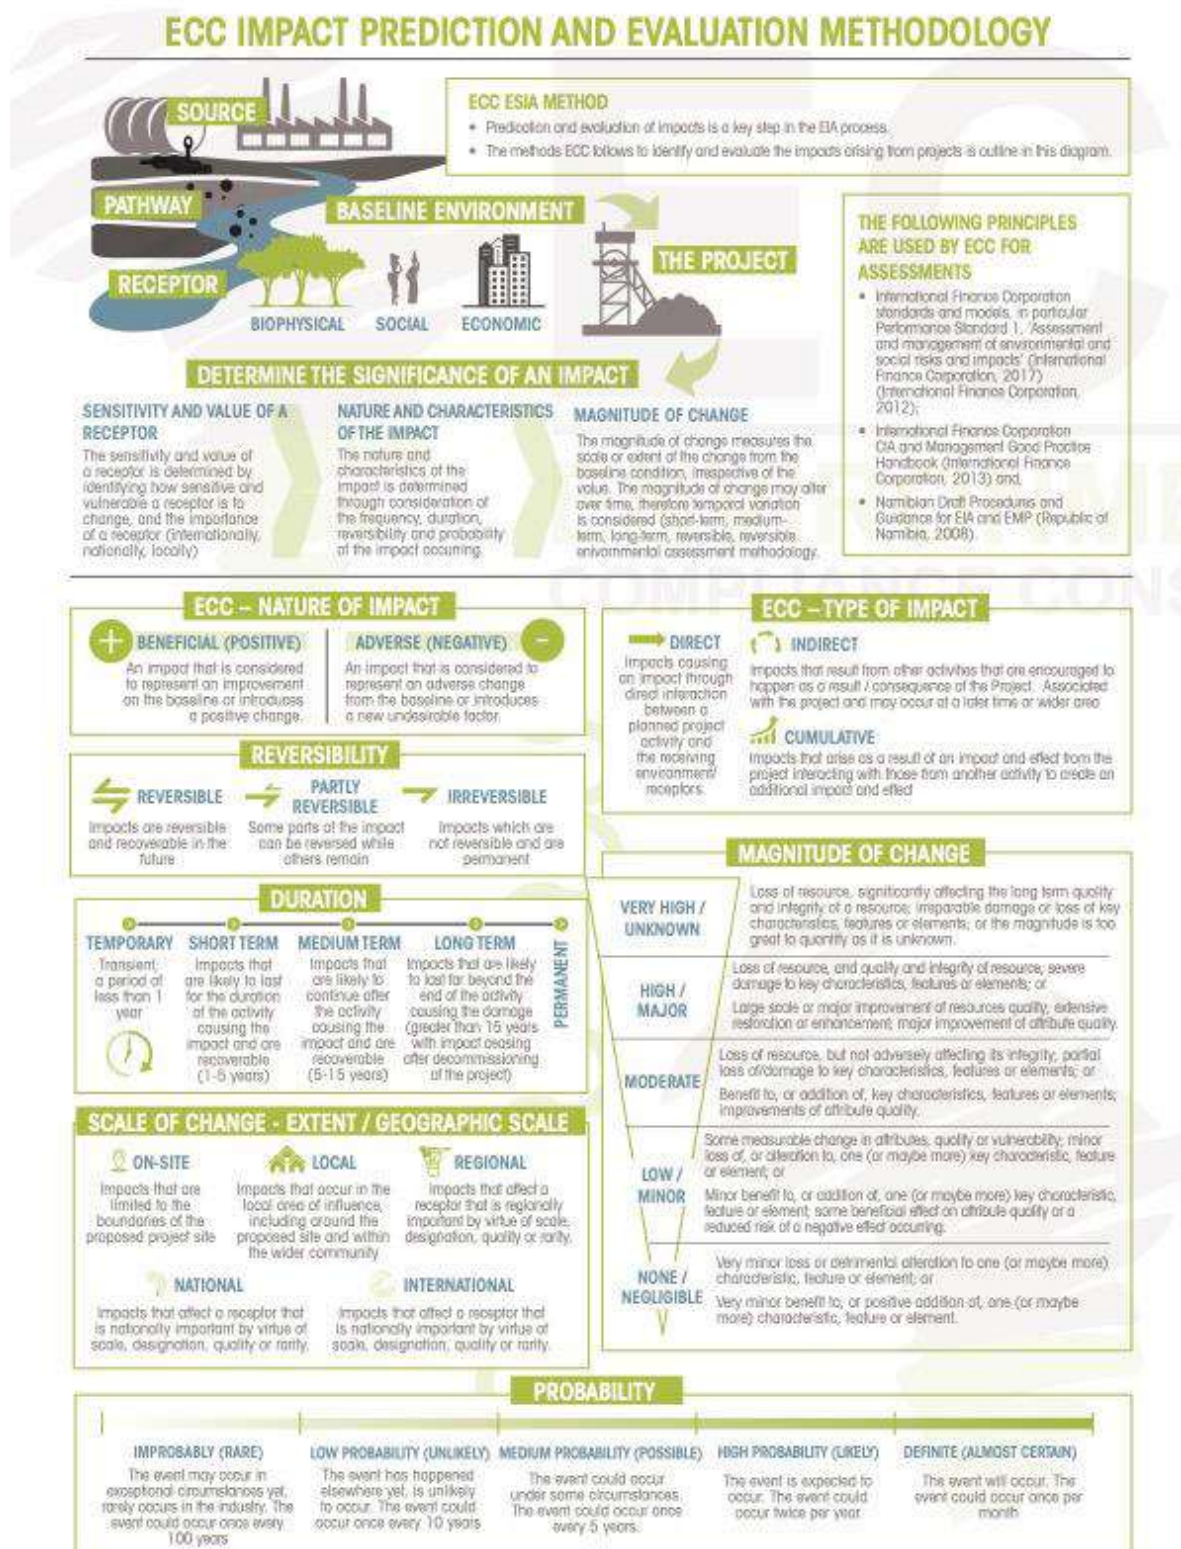 ECC IMPACT PREDICTION AND EVALUATION METHODOLOGY
SOURCE
PATHWAY
RECEPTOR
BASELINE ENVIRONMENT
BIOPHYSICAL
SOCIAL
ECONOMIC
THE PROJECT
ECC ESIA METHOD
• Predication and evaluation of impacts is a key step in the EIA process.
• The methods ECC follows to identify and evaluate the impacts arising from projects is outline in this diagram.
THE FOLLOWING PRINCIPLES
ARE USED BY ECC FOR
ASSESSMENTS
• International Finance Corporation
standards and models, in particular
Performance Standard 1, 'Assessment
and management of environmental and
social risks and impacts' (International
Finance Corporation, 2017)
(International Finance Corporation,
2012);
• International Finance Corporation
CIA and Management Good Practice
Handbook (International Finance
Corporation, 2013) and,
• Namibian Draft Procedures and
Guidance for EIA and EMP (Republic of
Namibia, 2008).
DETERMINE THE SIGNIFICANCE OF AN IMPACT
SENSITIVITY AND VALUE OF A
RECEPTOR
The sensitivity and value of
a receptor is determined by
identifying how sensitive and
vulnerable a receptor is to
change, and the importance
of a receptor (internationally,
nationally, locally)
NATURE AND CHARACTERISTICS
OF THE IMPACT
The nature and
characteristics of the
impact is determined
through consideration of
the frequency, duration,
reversibility and probability
of the impact occurring.
MAGNITUDE OF CHANGE
The magnitude of change measures the
scale or extent of the change from the
baseline condition, irrespective of the
value. The magnitude of change may alter
over time, therefore temporal variation
is considered (short-term, medium-
term, long-term, reversible, reversible
environmental assessment methodology.
COMPLIANCE CONS
ECC – NATURE OF IMPACT
+ BENEFICIAL (POSITIVE)
An impact that is considered
to represent an improvement
on the baseline or introduces
a positive change.
ADVERSE (NEGATIVE) -
An impact that is considered to
represent an adverse change
from the baseline or introduces
a new undesirable factor.
ECC – TYPE OF IMPACT
DIRECT
Impacts causing
an impact through
direct interaction
between a
planned project
activity and
the receiving
environment/
receptors.
INDIRECT
Impacts that result from other activities that are encouraged to
happen as a result / consequence of the Project. Associated
with the project and may occur at a later time or wider area
CUMULATIVE
Impacts that arise as a result of an impact and effect from the
project interacting with those from another activity to create an
additional impact and effect
REVERSIBILITY
REVERSIBLE
Impacts are reversible
and recoverable in the
future
PARTLY
REVERSIBLE
Some parts of the impact
can be reversed while
others remain
IRREVERSIBLE
Impacts which are
not reversible and are
permanent
DURATION
TEMPORARY
Transient;
a period of
less than 1
year
SHORT TERM
Impacts that
are likely to last
for the duration
of the activity
causing the
impact and are
recoverable
(1-5 years)
MEDIUM TERM
Impacts that
are likely to
continue after
the activity
causing the
impact and are
recoverable
(5-15 years)
LONG TERM
Impacts that are likely
to last far beyond the
end of the activity
causing the damage
(greater than 15 years
with impact ceasing
after decommissioning
of the project)
PERMANENT
MAGNITUDE OF CHANGE
VERY HIGH /
UNKNOWN
Loss of resource, significantly affecting the long term quality
and integrity of a resource; irreparable damage or loss of key
characteristics, features or elements; or the magnitude is too
great to quantify as it is unknown.
HIGH /
MAJOR
Loss of resource, and quality and integrity of resource; severe
damage to key characteristics, features or elements; or
Large scale or major improvement of resources quality; extensive
restoration or enhancement; major improvement of attribute quality.
MODERATE
Loss of resource, but not adversely affecting its integrity; partial
loss of/damage to key characteristics, features or elements; or
Benefit to, or addition of, key characteristics, features or elements;
improvements of attribute quality.
LOW /
MINOR
Some measurable change in attributes, quality or vulnerability; minor
loss of, or alteration to, one (or maybe more) key characteristic, feature
or element; or
Minor benefit to, or addition of, one (or maybe more) key characteristic,
feature or element; some beneficial effect on attribute quality or a
reduced risk of a negative effect occurring.
NONE /
NEGLIGIBLE
Very minor loss or detrimental alteration to one (or maybe more)
characteristic, feature or element; or
Very minor benefit to, or positive addition of, one (or maybe
more) characteristic, feature or element.
SCALE OF CHANGE - EXTENT / GEOGRAPHIC SCALE
ON-SITE
Impacts that are
limited to the
boundaries of the
proposed project site
LOCAL
Impacts that occur in the
local area of influence,
including around the
proposed site and within
the wider community
REGIONAL
Impacts that affect a
receptor that is regionally
important by virtue of scale,
designation, quality or rarity.
NATIONAL
Impacts that affect a receptor that
is nationally important by virtue of
scale, designation, quality or rarity.
INTERNATIONAL
Impacts that affect a receptor that
is nationally important by virtue of
scale, designation, quality or rarity.
PROBABILITY
IMPROBABLY (RARE)
The event may occur in
exceptional circumstances yet,
rarely occurs in the industry. The
event could occur once every
100 years
LOW PROBABILITY (UNLIKELY)
The event has happened
elsewhere yet, is unlikely
to occur. The event could
occur once every 10 years
MEDIUM PROBABILITY (POSSIBLE)
The event could occur
under some circumstances.
The event could occur once
every 5 years.
HIGH PROBABILITY (LIKELY)
The event is expected to
occur. The event could
occur twice per year
DEFINITE (ALMOST CERTAIN)
The event will occur. The
event could occur once per
month